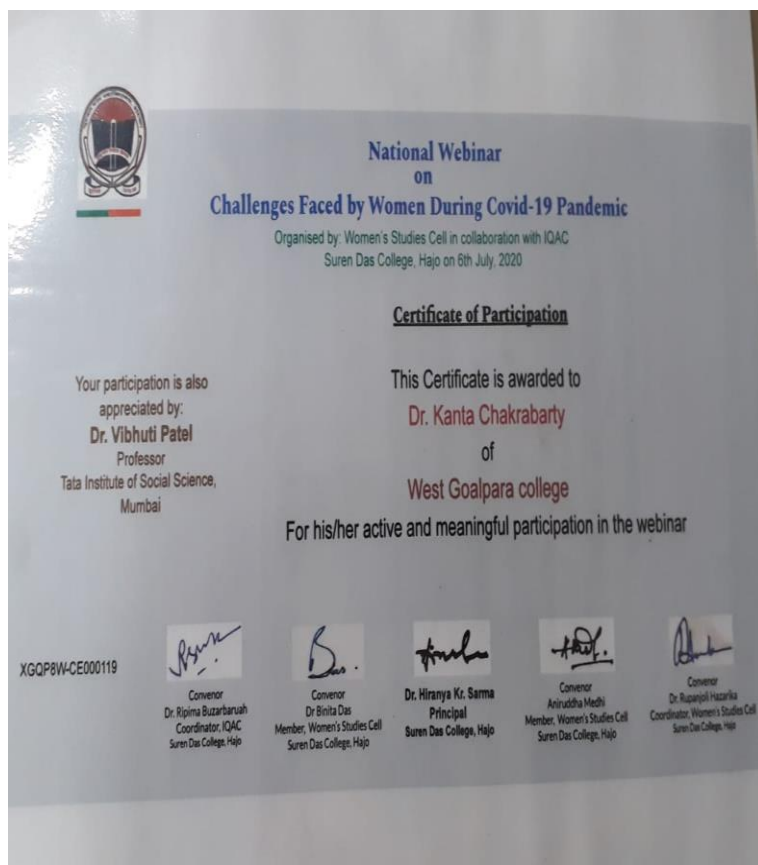 National Webinar
on
Challenges Faced by Women During Covid-19 Pandemic
Organised by: Women's Studies Cell in collaboration with IQAC
Suren Das College, Hajo on 6th July, 2020
Certificate of Participation
Your participation is also
appreciated by:
Dr. Vibhuti Patel
Professor
Tata Institute of Social Science,
Mumbai
This Certificate is awarded to
Dr. Kanta Chakrabarty
of
West Goalpara college
For his/her active and meaningful participation in the webinar
XGQP8W-CE000119
Convenor
Dr. Ripima Buzarbaruah
Coordinator, IQAC
Suren Das College, Hajo
Convenor
Dr Binita Das
Member, Women's Studies Cell
Suren Das College, Hajo
Dr. Hiranya Kr. Sarma
Principal
Suren Das College, Hajo
Convenor
Aniruddha Medhi
Member, Women's Studies Cell
Suren Das College, Hajo
Convenor
Dr. Rupanjoli Hazarika
Coordinator, Women's Studies Cell
Suren Das College, Hajo